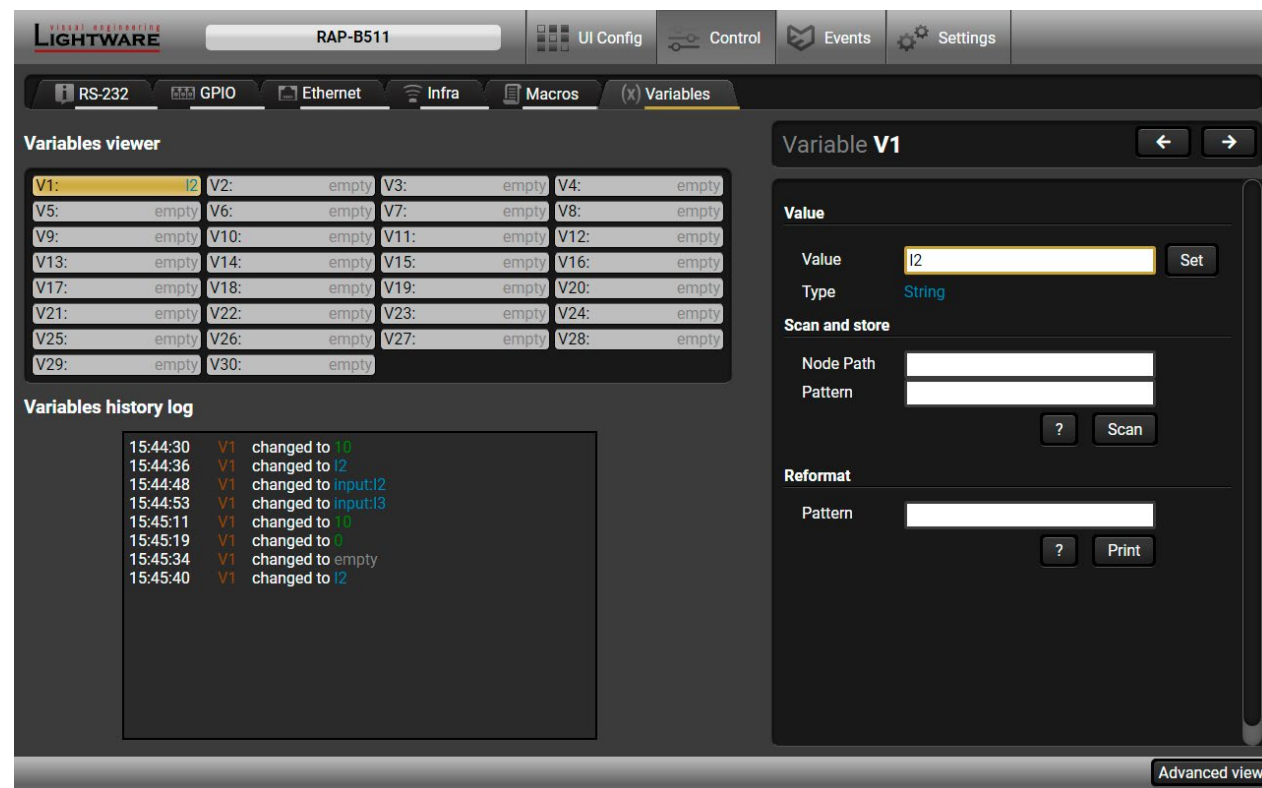 visual engineering
LIGHTWARE
RAP-B511
UI Config
Control
Events
Settings
RS-232
GPIO
Ethernet
Infra
Macros
(x) Variables
Variables viewer
V1: I2 V2: empty V3: empty V4: empty
V5: empty V6: empty V7: empty V8: empty
V9: empty V10: empty V11: empty V12: empty
V13: empty V14: empty V15: empty V16: empty
V17: empty V18: empty V19: empty V20: empty
V21: empty V22: empty V23: empty V24: empty
V25: empty V26: empty V27: empty V28: empty
V29: empty V30: empty
Variables history log
15:44:30 V1 changed to 10
15:44:36 V1 changed to I2
15:44:48 V1 changed to input:I2
15:44:53 V1 changed to input:I3
15:45:11 V1 changed to 10
15:45:19 V1 changed to 0
15:45:34 V1 changed to empty
15:45:40 V1 changed to I2
Variable V1
← →
Value
Value I2 Set
Type String
Scan and store
Node Path
Pattern
? Scan
Reformat
Pattern
? Print
Advanced view